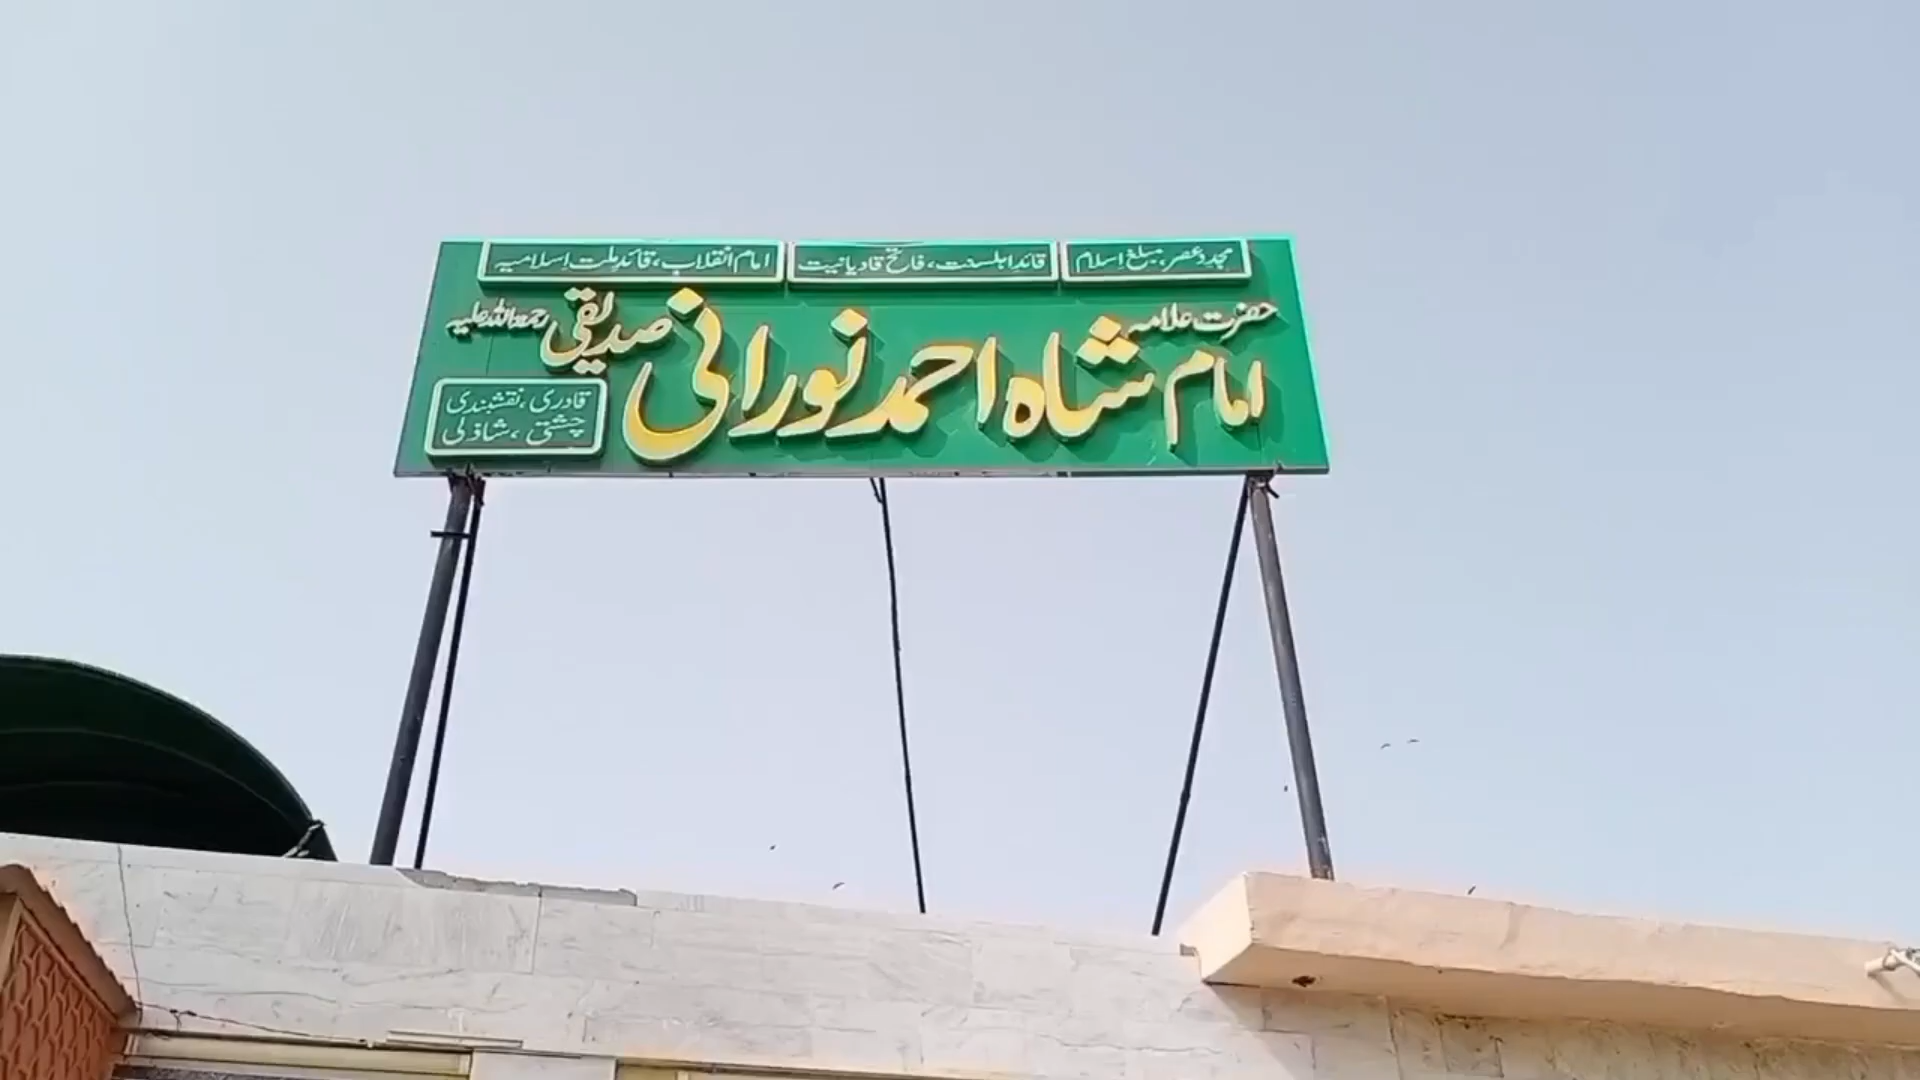 مجدد عصر، مبلغ اسلام
قائد اہلسنت، فاتح قادیانیت
امام انقلاب، قائد ملت اسلامیہ
حضرت علامہ
امام شاہ احمد نورانی صدیقی رحمۃ اللہ علیہ
قادری، نقشبندی
چشتی، شاذلی